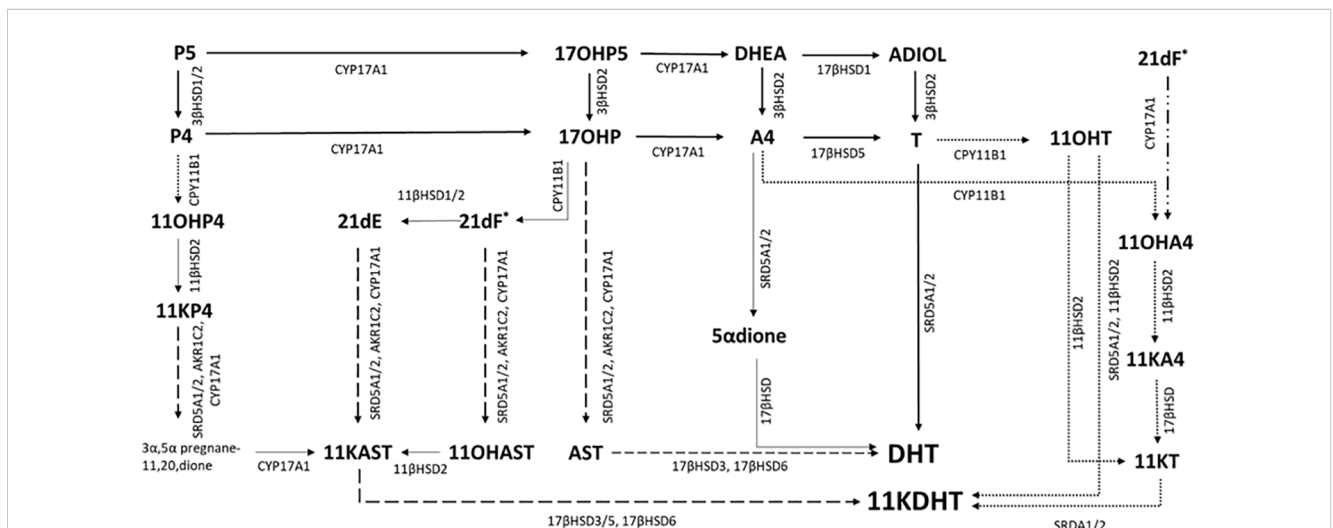 P5
17OHP5
DHEA
ADIOL
21dF*
CYP17A1
CYP17A1
17βHSD1
3βHSD1/2
3βHSD2
3βHSD2
3βHSD2
CYP17A1
P4
17OHP
A4
T
11OHT
CYP17A1
CYP17A1
17βHSD5
CPY11B1
CPY11B1
CPY11B1
CYP11B1
11βHSD1/2
11OHP4
21dE
21dF*
11OHA4
11βHSD2
SRD5A1/2, AKR1C2, CYP17A1
SRD5A1/2, AKR1C2, CYP17A1
SRD5A1/2, AKR1C2, CYP17A1
SRD5A1/2
SRD5A1/2
11βHSD2
SRD5A1/2, 11βHSD2
11βHSD2
11KP4
5αdione
11KA4
SRD5A1/2, AKR1C2,
CYP17A1
17βHSD
17βHSD
3α,5α pregnane-
11,20,dione
CYP17A1
11KAST
11βHSD2
11OHAST
AST
17βHSD3, 17βHSD6
DHT
11KT
11KDHT
17βHSD3/5, 17βHSD6
SRDA1/2